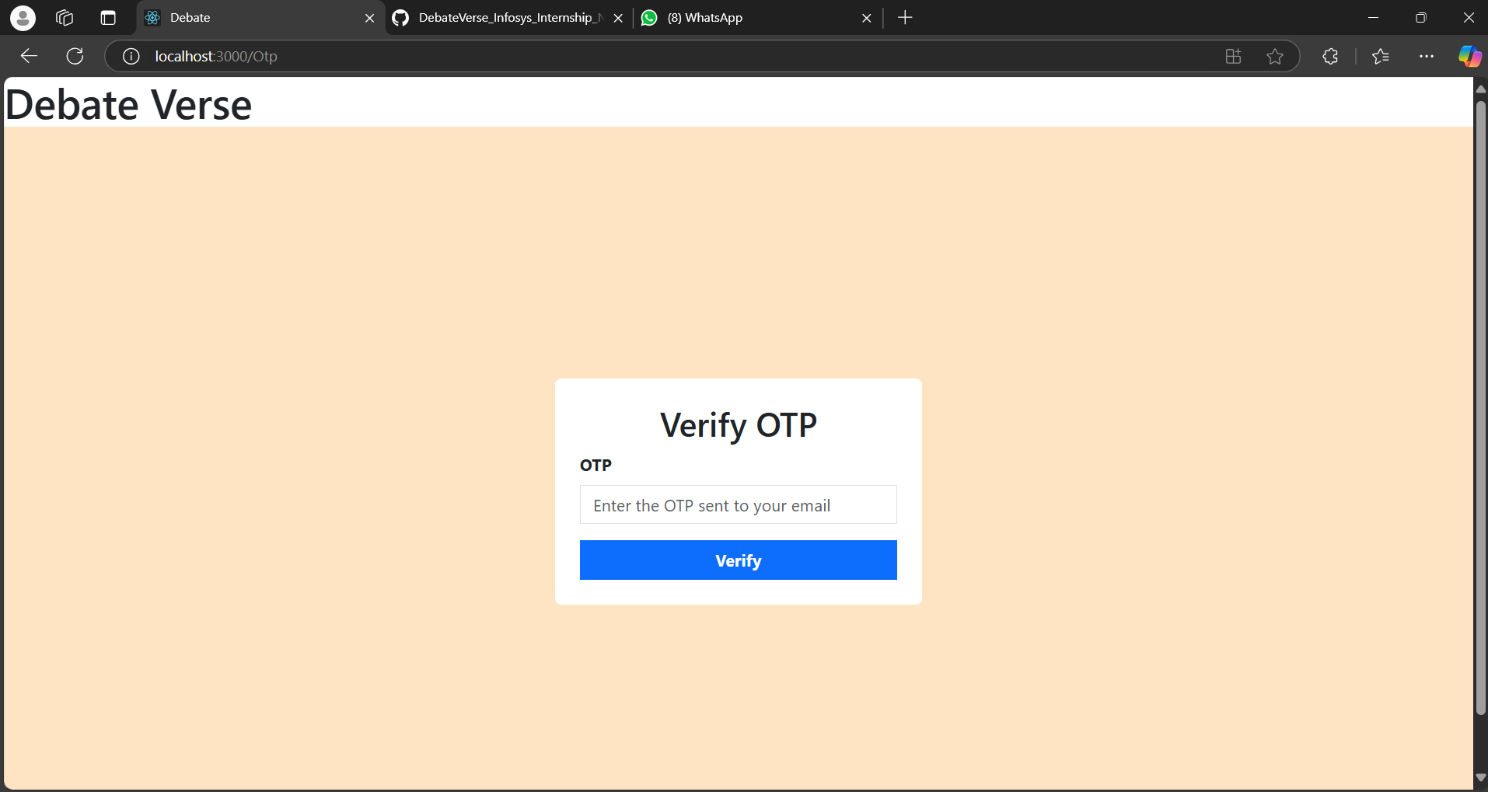 Debate
DebateVerse_Infosys_Internship_
(8) WhatsApp
localhost:3000/Otp
Debate Verse
Verify OTP
OTP
Enter the OTP sent to your email
Verify